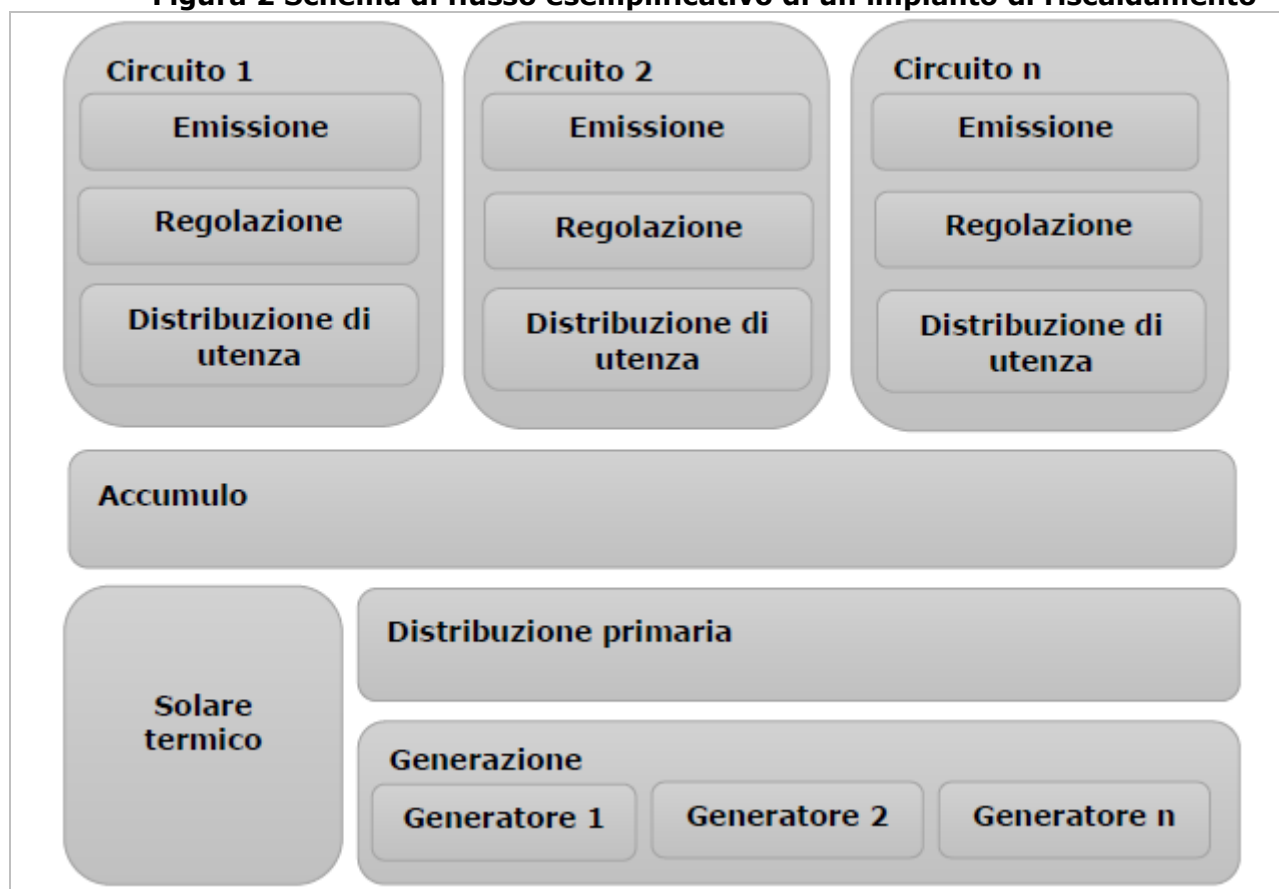 Figura 2 Schema di flusso esemplificativo di un impianto di riscaldamento
Circuito 1
Emissione
Regolazione
Distribuzione di
utenza
Circuito 2
Emissione
Regolazione
Distribuzione di
utenza
Circuito n
Emissione
Regolazione
Distribuzione di
utenza
Accumulo
Solare
termico
Distribuzione primaria
Generazione
Generatore 1
Generatore 2
Generatore n